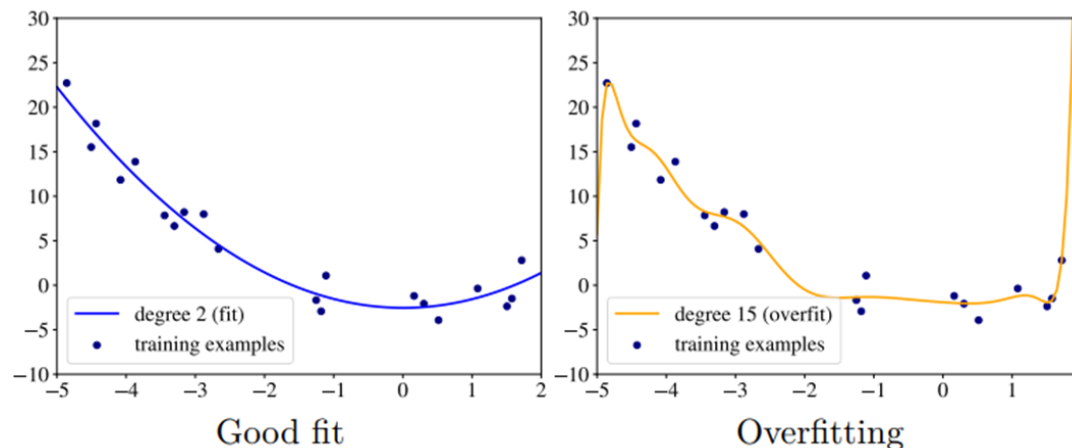 30
25
20
15
10
5
0
−5
−10
−5 −4 −3 −2 −1 0 1 2
degree 2 (fit)
training examples
Good fit
30
25
20
15
10
5
0
−5
−10
−5 −4 −3 −2 −1 0 1
degree 15 (overfit)
training examples
Overfitting